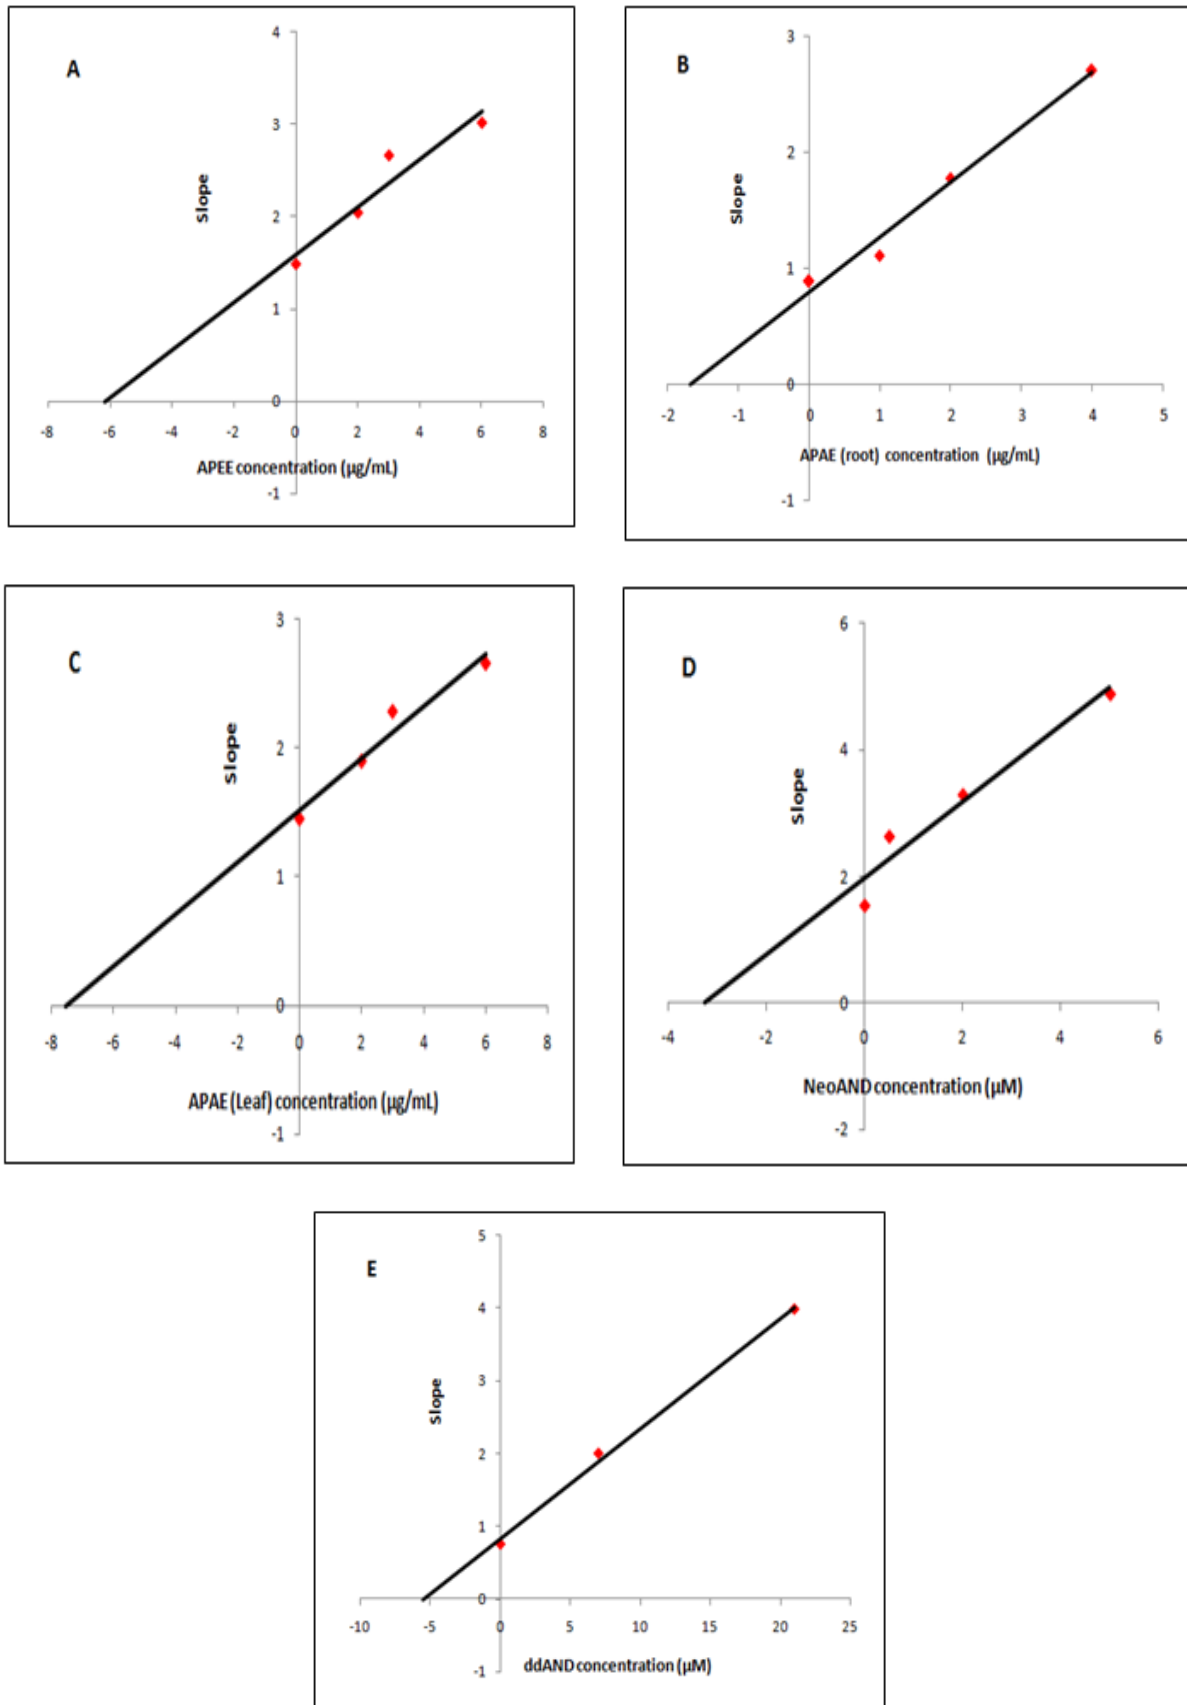 A
Slope
4
3
2
1
0
-1
-8 -6 -4 -2 0 2 4 6 8
APEE concentration (µg/mL)
B
Slope
3
2
1
0
-1
-2 -1 0 1 2 3 4 5
APAE (root) concentration (µg/mL)
C
Slope
3
2
1
0
-1
-8 -6 -4 -2 0 2 4 6 8
APAE (Leaf) concentration (µg/mL)
D
Slope
6
4
2
0
-2
-4 -2 0 2 4 6
NeoAND concentration (µM)
E
Slope
5
4
3
2
1
0
-1
-10 -5 0 5 10 15 20 25
ddAND concentration (µM)